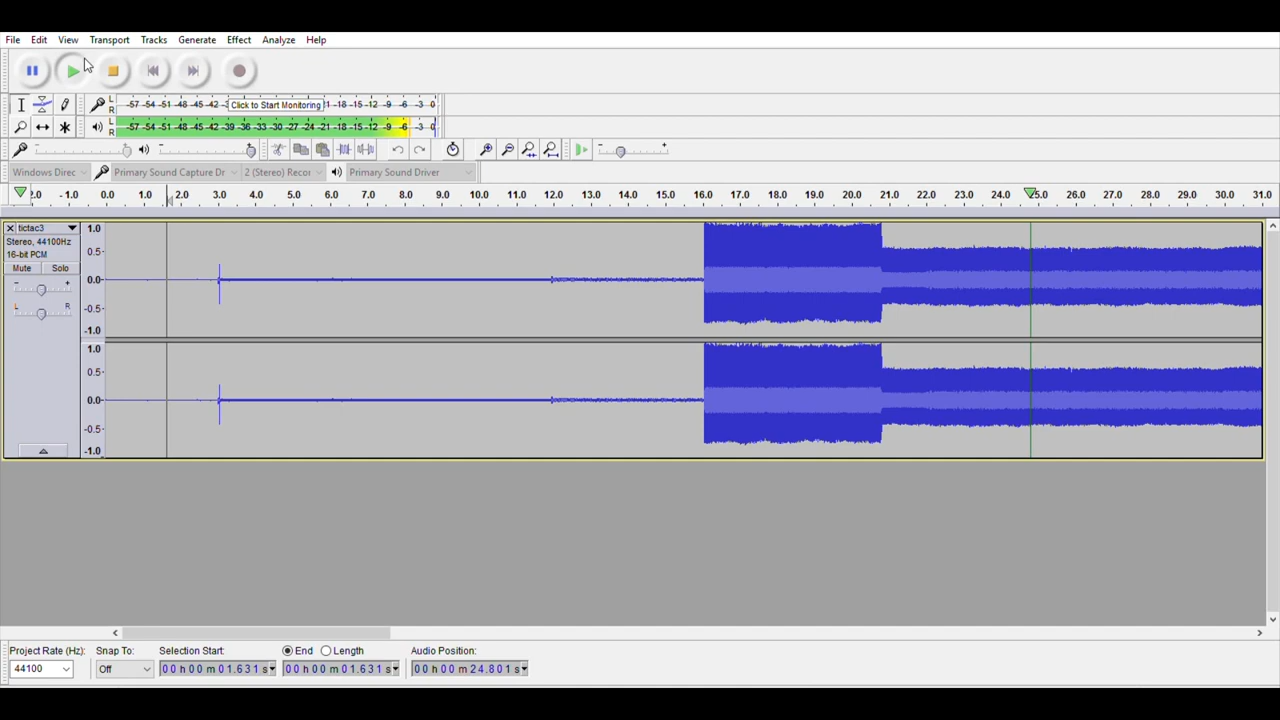 File Edit View Transport Tracks Generate Effect Analyze Help
L
R
-57 -54 -51 -48 -45 -42 -3
Click to Start Monitoring
1 -18 -15 -12 -9 -6 -3 0
L
R
-57 -54 -51 -48 -45 -42 -39 -36 -33 -30 -27 -24 -21 -18 -15 -12 -9 -6 -3 0
- + - + - +
Windows Direc Primary Sound Capture Dr 2 (Stereo) Recor Primary Sound Driver
2.0 -1.0 0.0 1.0 2.0 3.0 4.0 5.0 6.0 7.0 8.0 9.0 10.0 11.0 12.0 13.0 14.0 15.0 16.0 17.0 18.0 19.0 20.0 21.0 22.0 23.0 24.0 25.0 26.0 27.0 28.0 29.0 30.0 31.0
tictac3
Stereo, 44100Hz
16-bit PCM
Mute Solo
- +
L R
1.0
0.5-
0.0-
-0.5-
-1.0
1.0
0.5-
0.0-
-0.5-
-1.0
Project Rate (Hz): Snap To: Selection Start: End Length Audio Position:
44100 Off 00 h 00 m 01.631 s 00 h 00 m 01.631 s 00 h 00 m 24.801 s